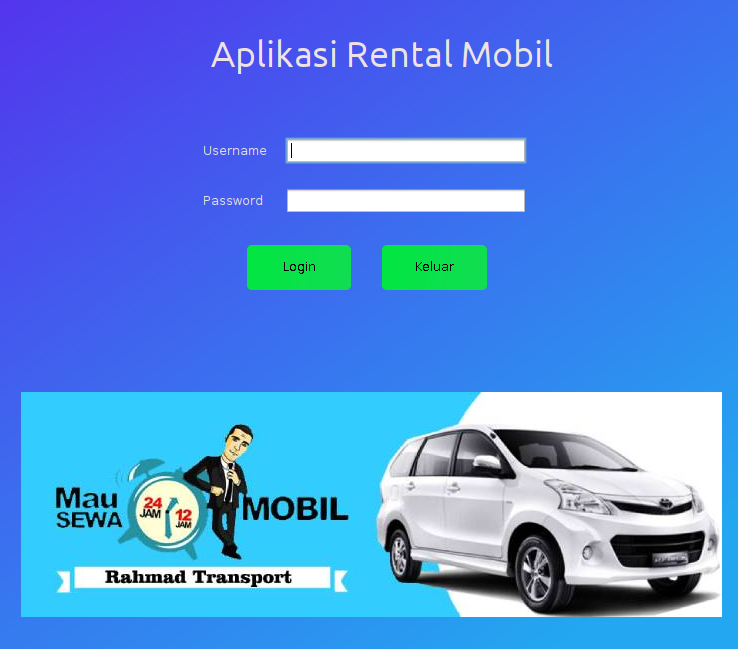 Aplikasi Rental Mobil
Username
Password
Login
Keluar
Mau
SEWA
24
JAM
12
JAM
MOBIL
Rahmad Transport